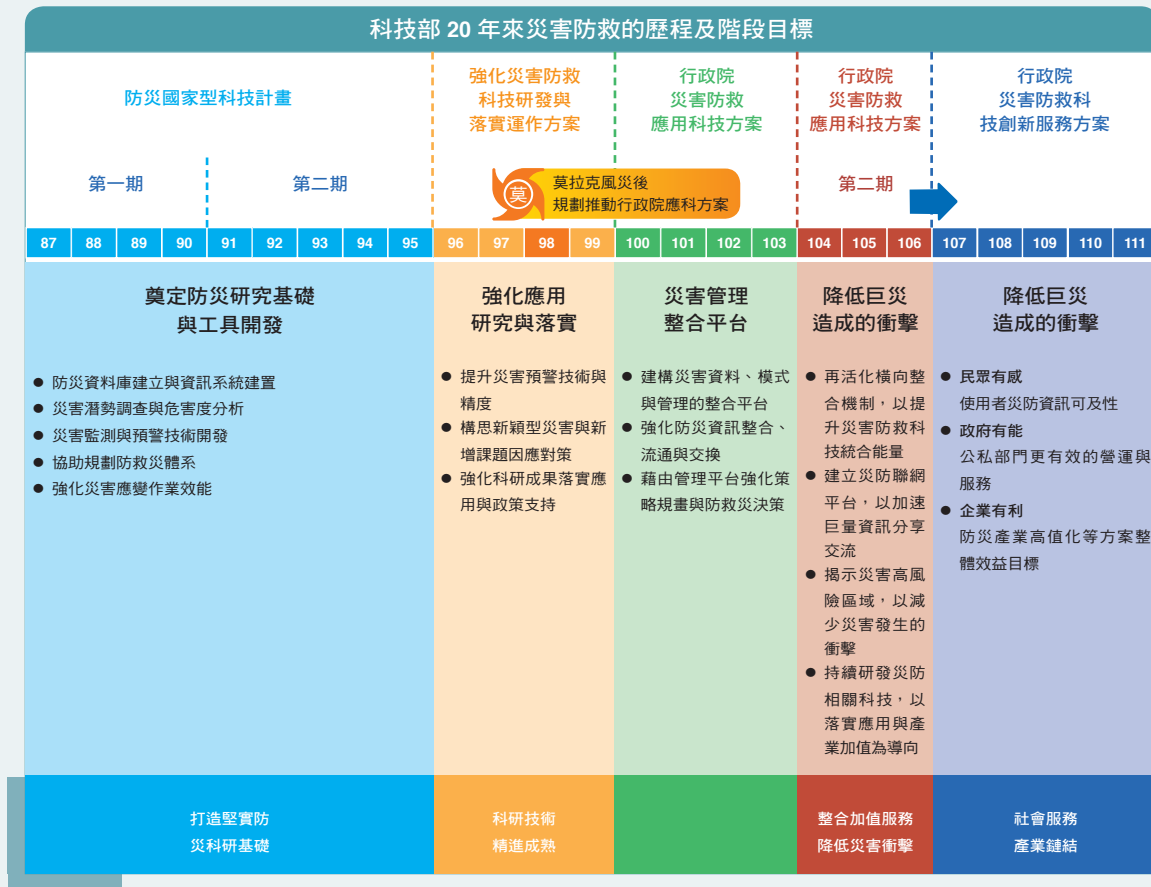 科技部 20 年來災害防救的歷程及階段目標
防災國家型科技計畫
第一期
第二期
強化災害防救
科技研發與
落實運作方案
行政院
災害防救
應用科技方案
行政院
災害防救
應用科技方案
第二期
行政院
災害防救科
技創新服務方案
莫
莫拉克風災後
規劃推動行政院應科方案
87 88 89 90 91 92 93 94 95 96 97 98 99 100 101 102 103 104 105 106 107 108 109 110 111
奠定防災研究基礎
與工具開發
● 防災資料庫建立與資訊系統建置
● 災害潛勢調查與危害度分析
● 災害監測與預警技術開發
● 協助規劃防救災體系
● 強化災害應變作業效能
強化應用
研究與落實
● 提升災害預警技術與
精度
● 構思新穎型災害與新
增課題因應對策
● 強化科研成果落實應
用與政策支持
災害管理
整合平台
● 建構災害資料、模式
與管理的整合平台
● 強化防災資訊整合、
流通與交換
● 藉由管理平台強化策
略規畫與防救災決策
降低巨災
造成的衝擊
● 再活化橫向整
合機制,以提
升災害防救科
技統合能量
● 建立災防聯網
平台,以加速
巨量資訊分享
交流
● 揭示災害高風
險區域,以減
少災害發生的
衝擊
● 持續研發災防
相關科技,以
落實應用與產
業加值為導向
降低巨災
造成的衝擊
● 民眾有感
使用者災防資訊可及性
● 政府有能
公私部門更有效的營運與
服務
● 企業有利
防災產業高值化等方案整
體效益目標
打造堅實防
災科研基礎
科研技術
精進成熟
整合加值服務
降低災害衝擊
社會服務
產業鏈結